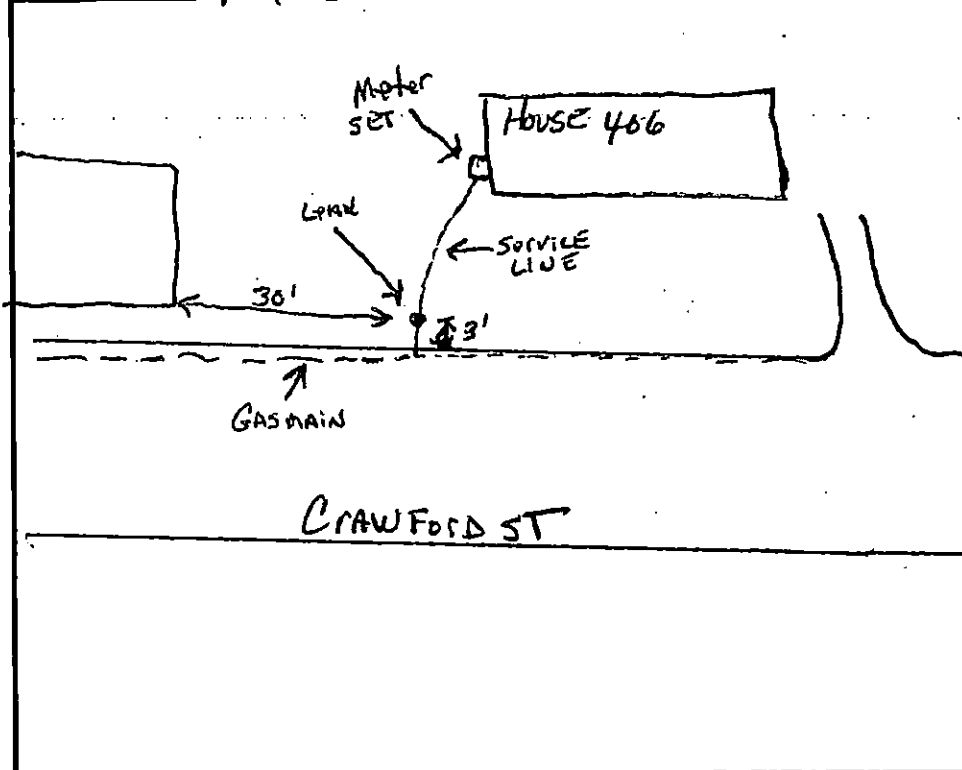 Meter
SET
HOUSE 406
Leak
SERVICE
LINE
30'
3'
GASMAIN
CRAWFORD ST